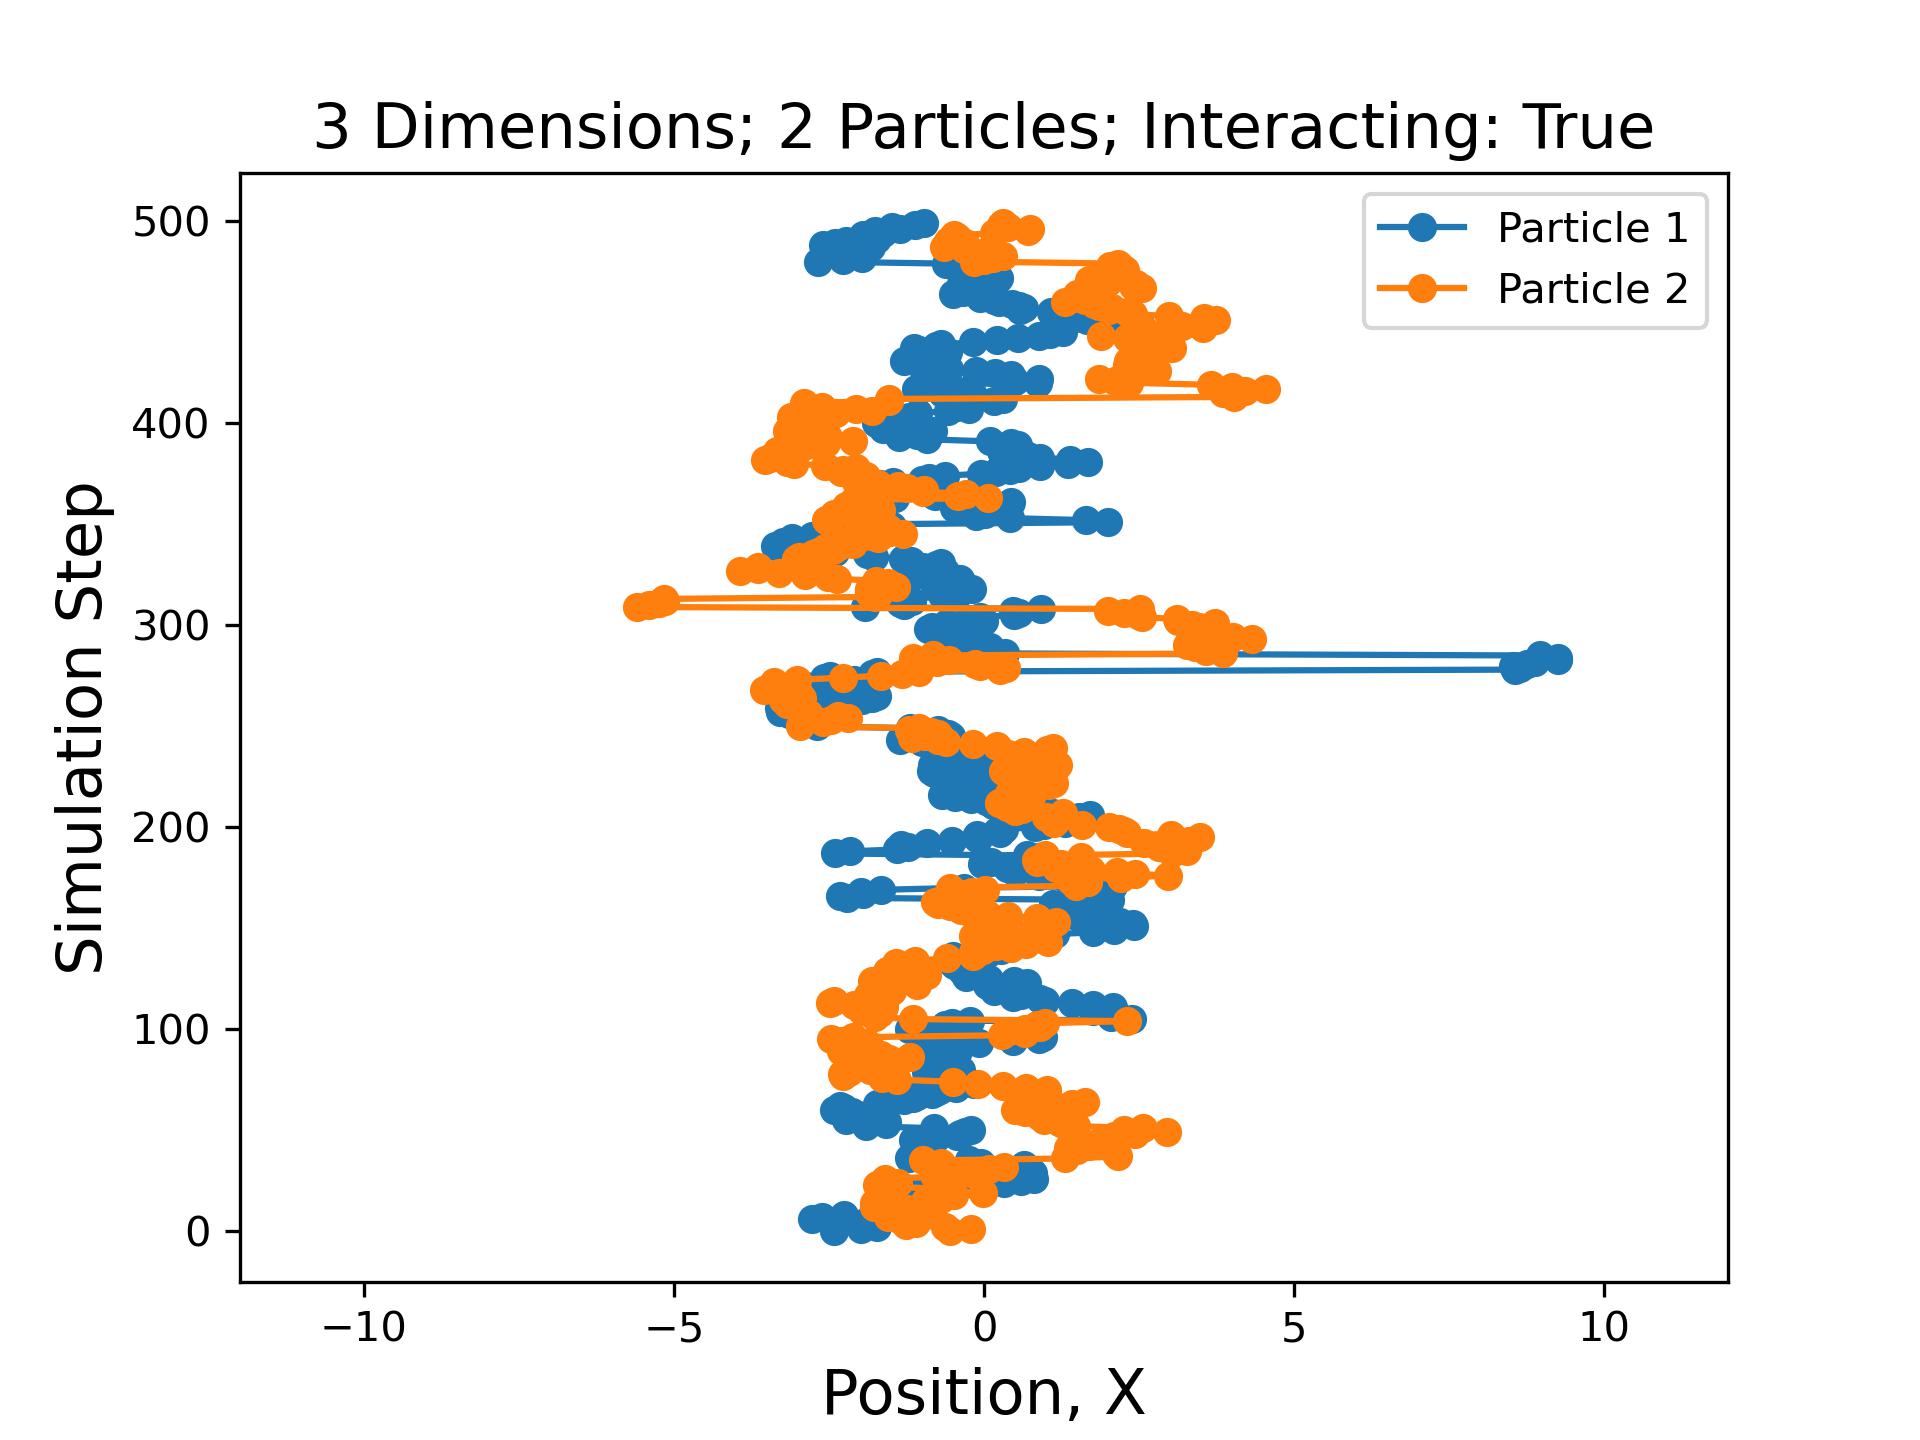 3 Dimensions; 2 Particles; Interacting: True
Particle 1
Particle 2
Simulation Step
500
400
300
200
100
0
−10
−5
0
5
10
Position, X